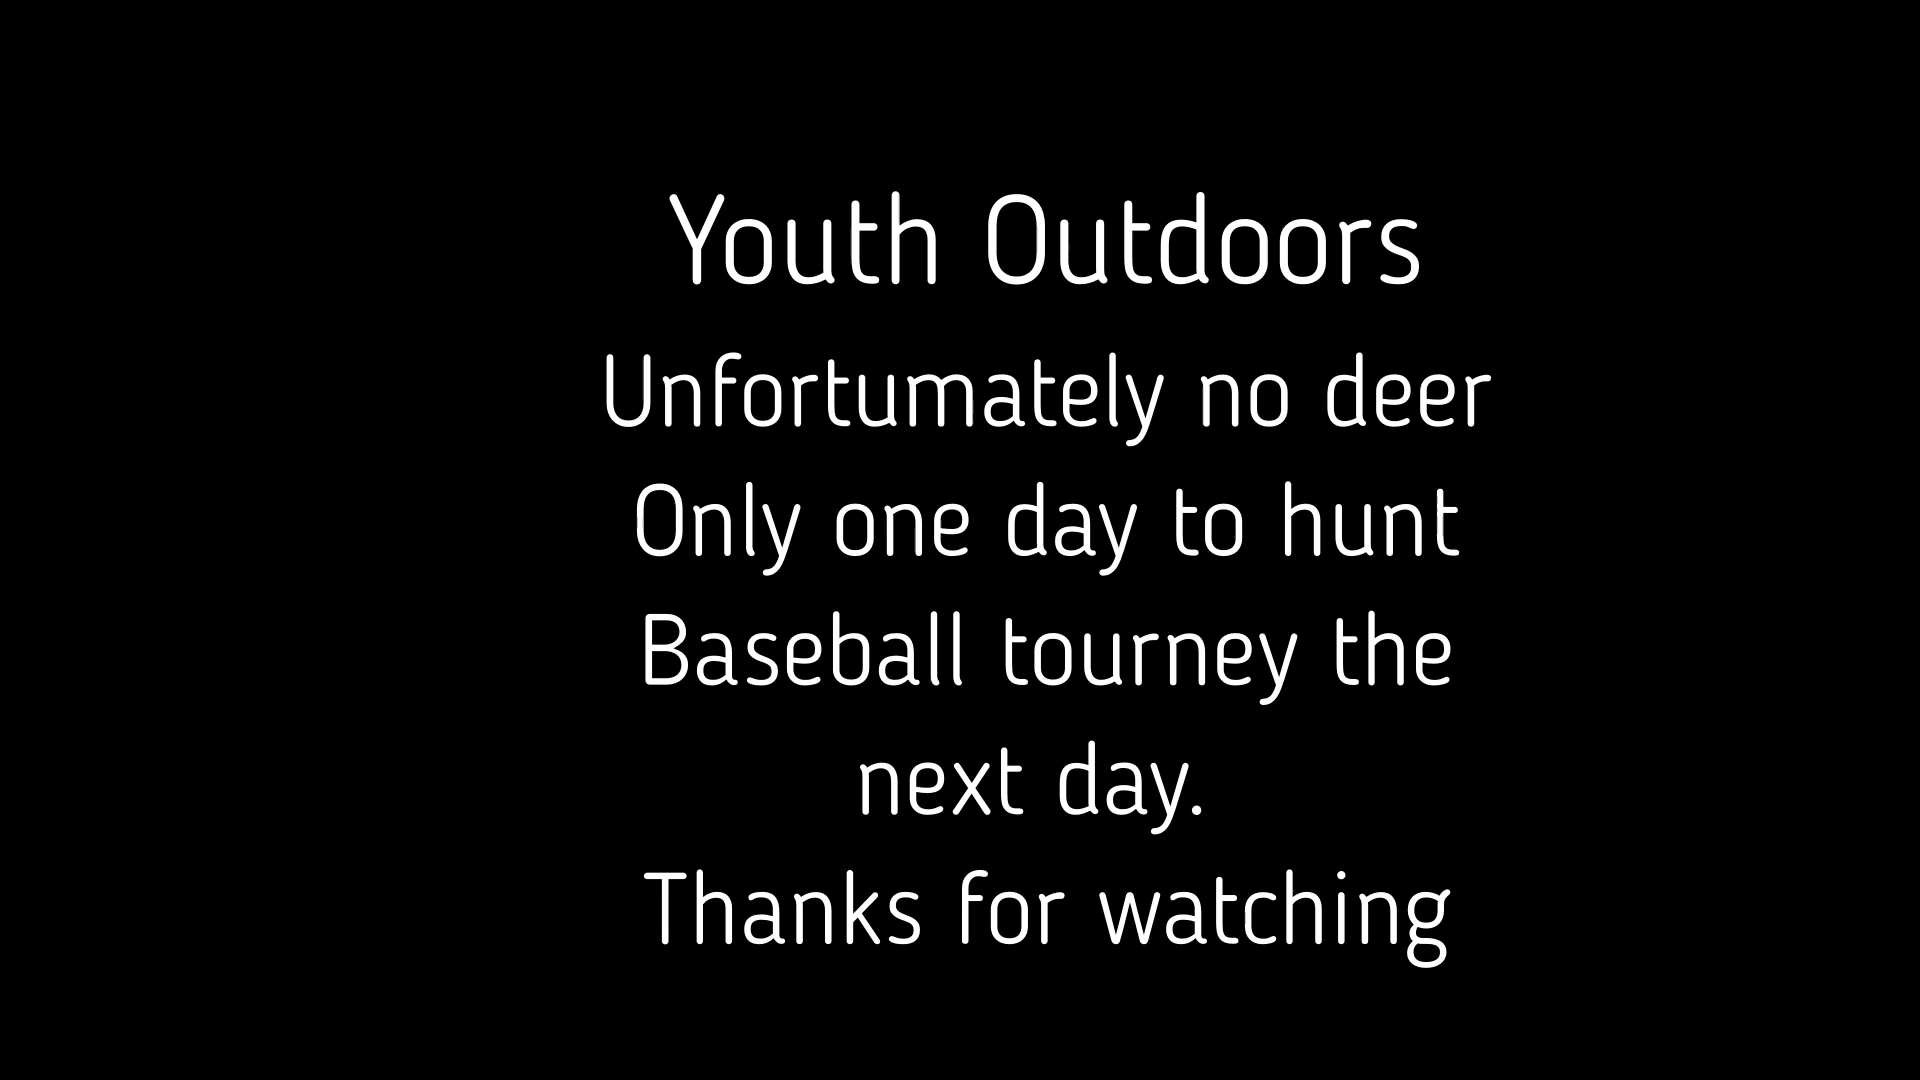 Youth Outdoors
Unfortumately no deer
Only one day to hunt
Baseball tourney the
next day.
Thanks for watching